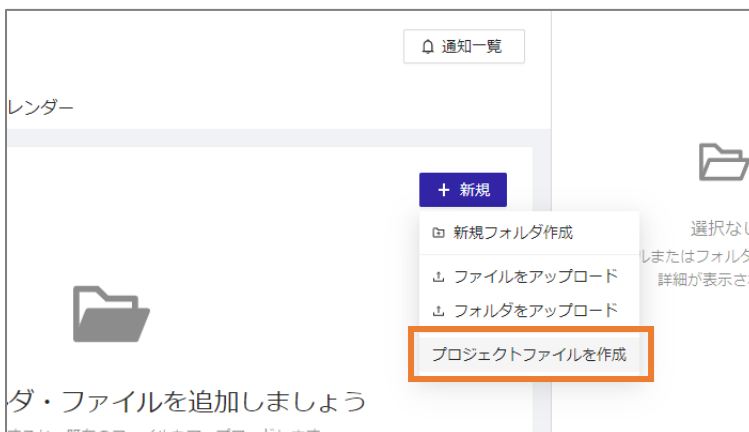 通知一覧
レンダー
+ 新規
新規フォルダ作成
選択なし
ルまたはフォルダ
ファイルをアップロード
詳細が表示さ
フォルダをアップロード
プロジェクトファイルを作成
ダ・ファイルを追加しましょう